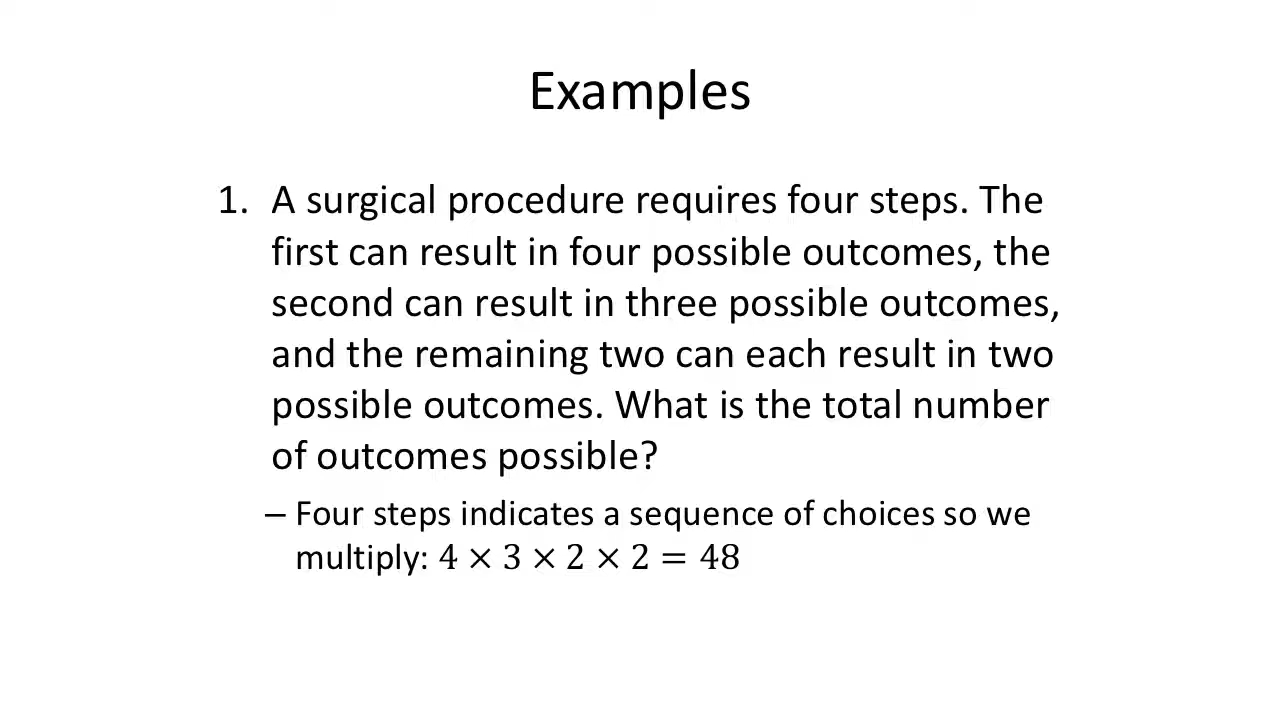 Examples
1. A surgical procedure requires four steps. The
first can result in four possible outcomes, the
second can result in three possible outcomes,
and the remaining two can each result in two
possible outcomes. What is the total number
of outcomes possible?
– Four steps indicates a sequence of choices so we
multiply: 4 × 3 × 2 × 2 = 48